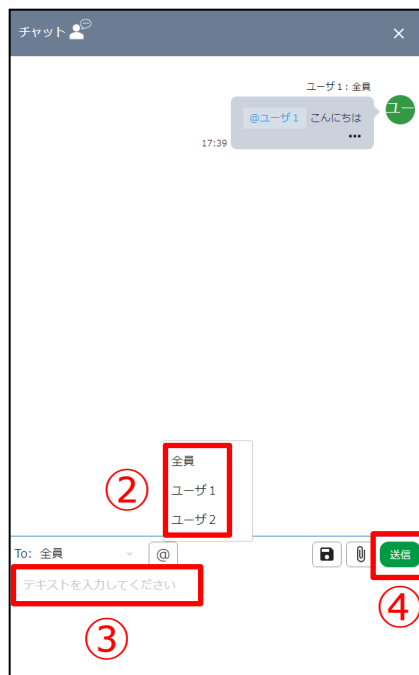 チャット
×
ユーザ1: 全員
ユー
@ユーザ1 こんにちは
•••
17:39
全員
②
ユーザ1
ユーザ2
To: 全員
@
送信
テキストを入力してください
④
③